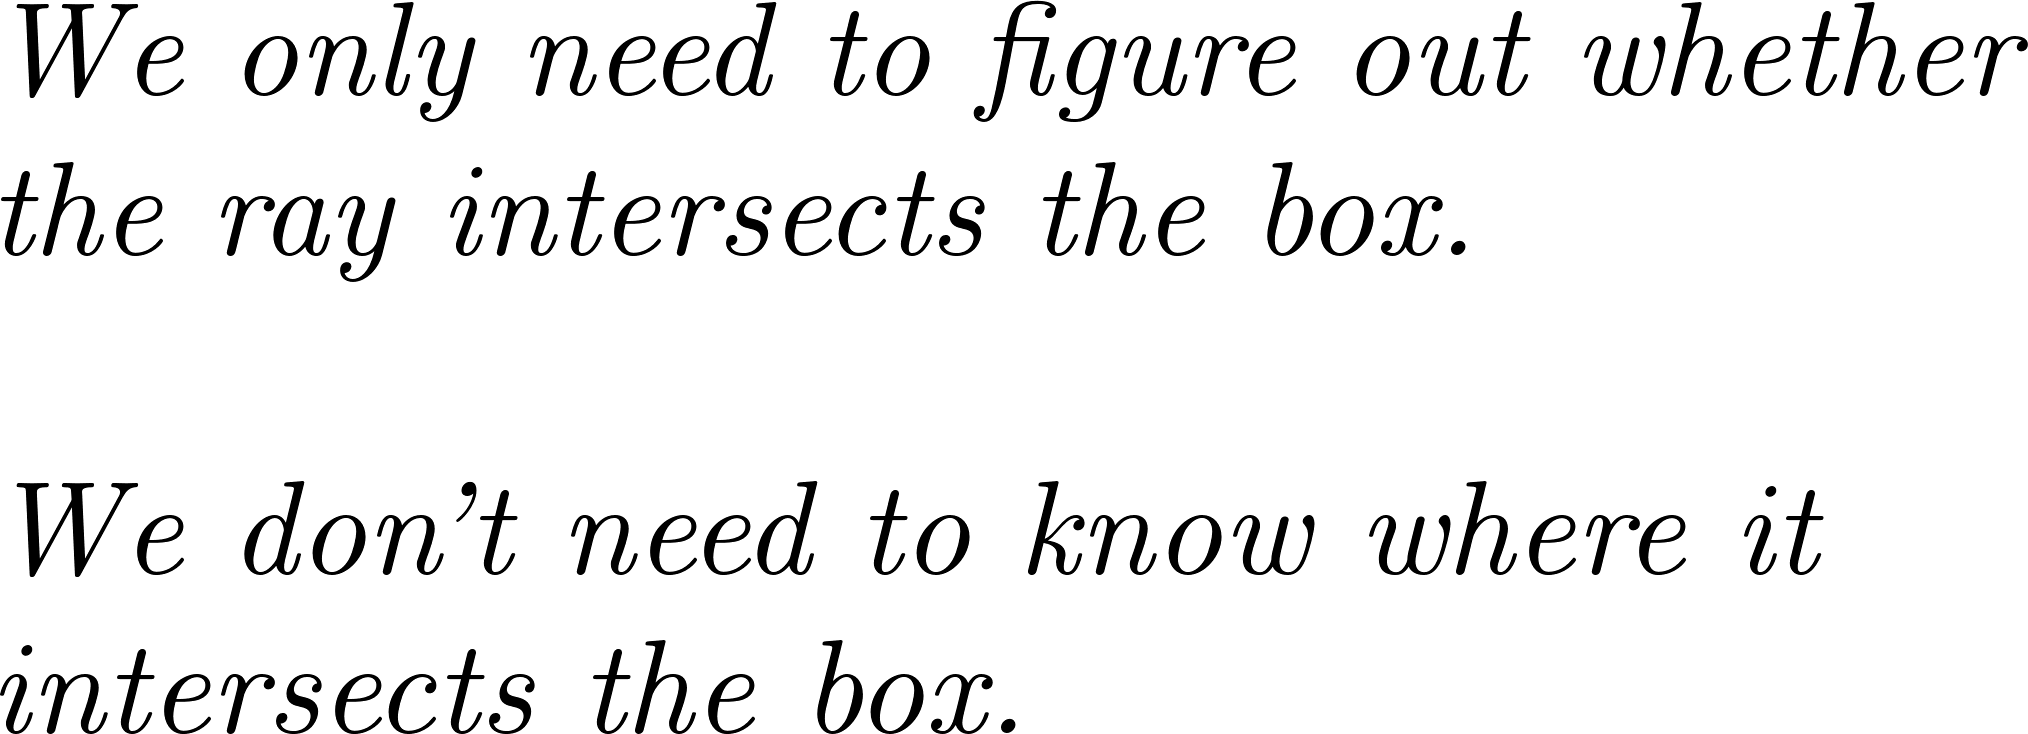 We only need to figure out whether
the ray intersects the box.
We don't need to know where it
intersects the box.